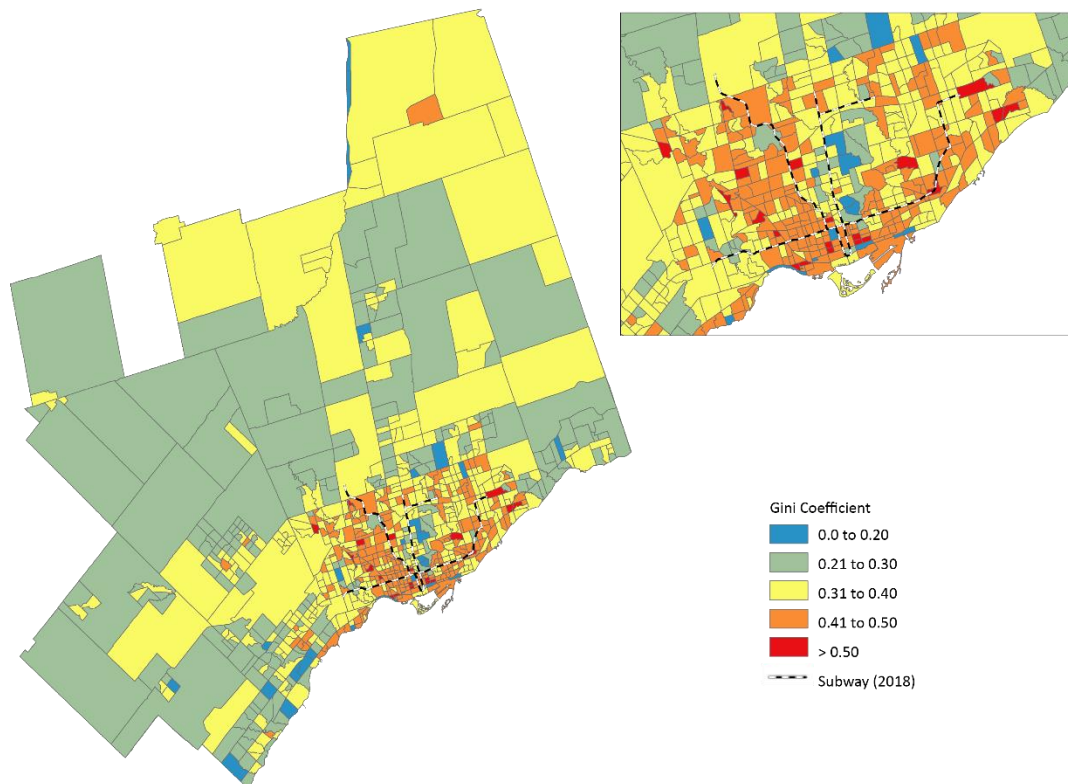 Gini Coefficient
0.0 to 0.20
0.21 to 0.30
0.31 to 0.40
0.41 to 0.50
> 0.50
Subway (2018)